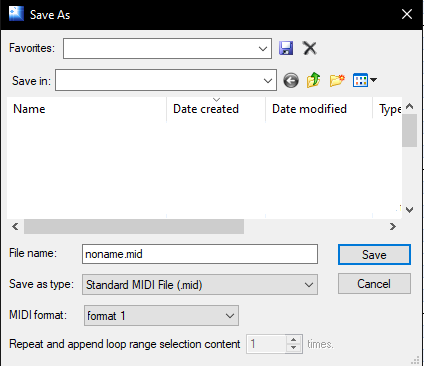 Save As
Favorites:
Save in:
Name Date created Date modified Type
File name: noname.mid Save
Save as type: Standard MIDI File (.mid) Cancel
MIDI format: format 1
Repeat and append loop range selection content 1 times.